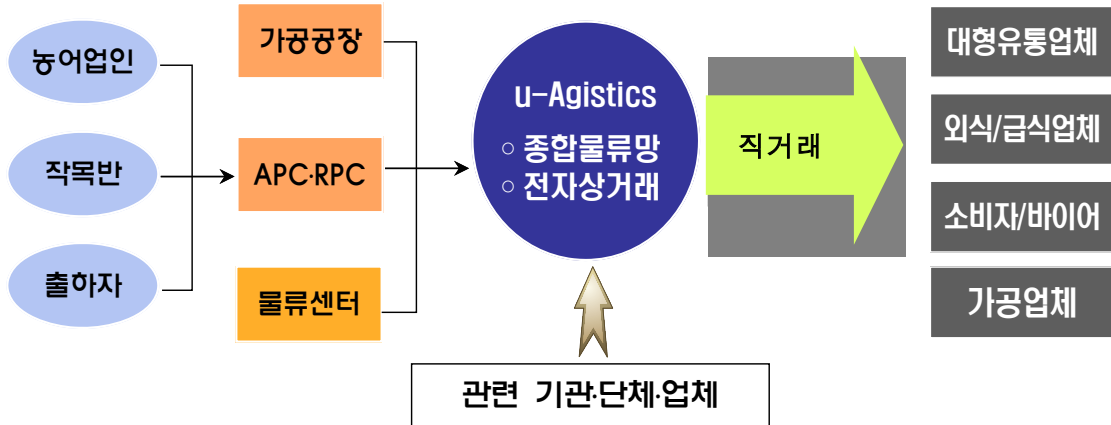 농어업인
작목반
출하자
가공공장
APC·RPC
물류센터
u-Agistics
○ 종합물류망
○ 전자상거래
관련 기관·단체·업체
직거래
대형유통업체
외식/급식업체
소비자/바이어
가공업체